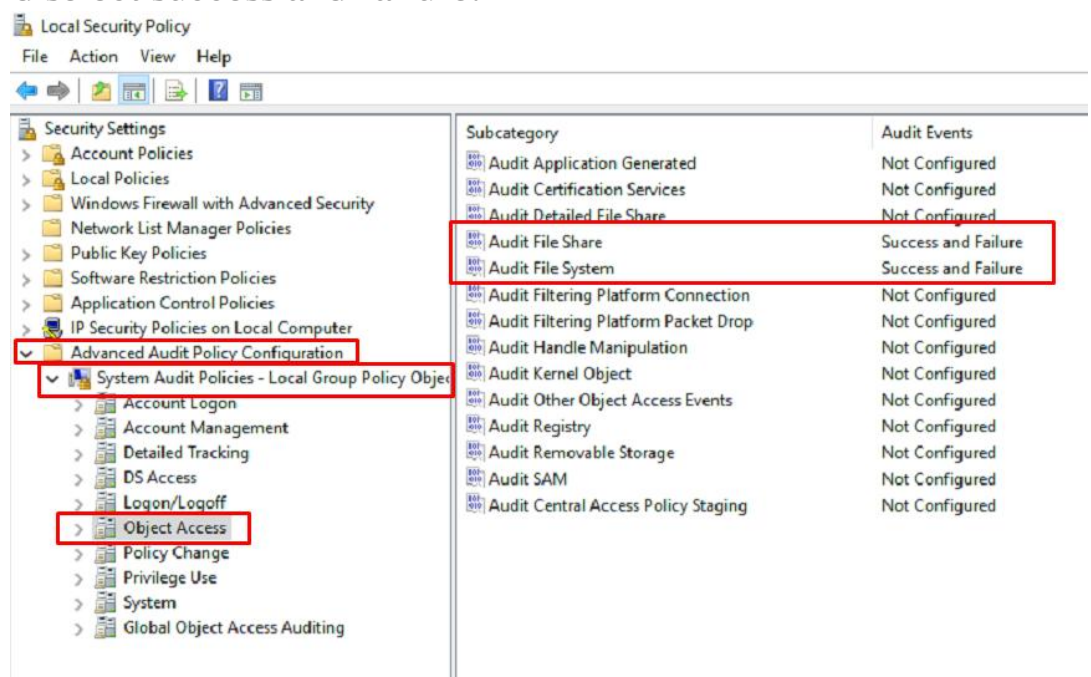 Local Security Policy
File Action View Help
Security Settings
Account Policies
Local Policies
Windows Firewall with Advanced Security
Network List Manager Policies
Public Key Policies
Software Restriction Policies
Application Control Policies
IP Security Policies on Local Computer
Advanced Audit Policy Configuration
System Audit Policies - Local Group Policy Objec
Account Logon
Account Management
Detailed Tracking
DS Access
Logon/Logoff
Object Access
Policy Change
Privilege Use
System
Global Object Access Auditing
Subcategory Audit Events
Audit Application Generated Not Configured
Audit Certification Services Not Configured
Audit Detailed File Share Not Configured
Audit File Share Success and Failure
Audit File System Success and Failure
Audit Filtering Platform Connection Not Configured
Audit Filtering Platform Packet Drop Not Configured
Audit Handle Manipulation Not Configured
Audit Kernel Object Not Configured
Audit Other Object Access Events Not Configured
Audit Registry Not Configured
Audit Removable Storage Not Configured
Audit SAM Not Configured
Audit Central Access Policy Staging Not Configured